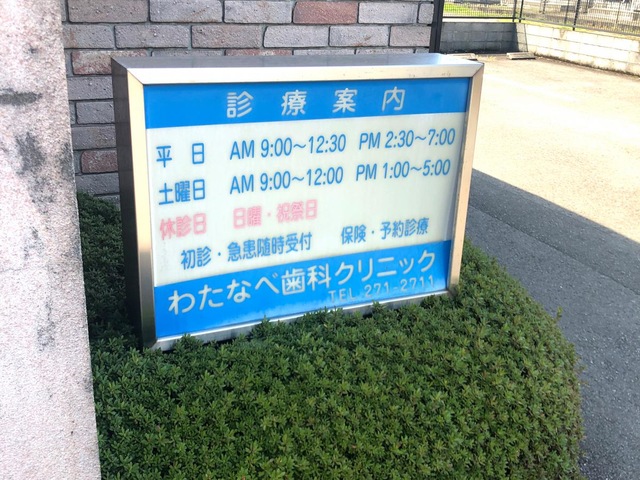 診療案内
平日 AM 9:00〜12:30 PM 2:30〜7:00
土曜日 AM 9:00〜12:00 PM 1:00〜5:00
休診日 日曜・祝祭日
初診・急患随時受付 保険・予約診療
わたなべ歯科クリニック
TEL 271-2711